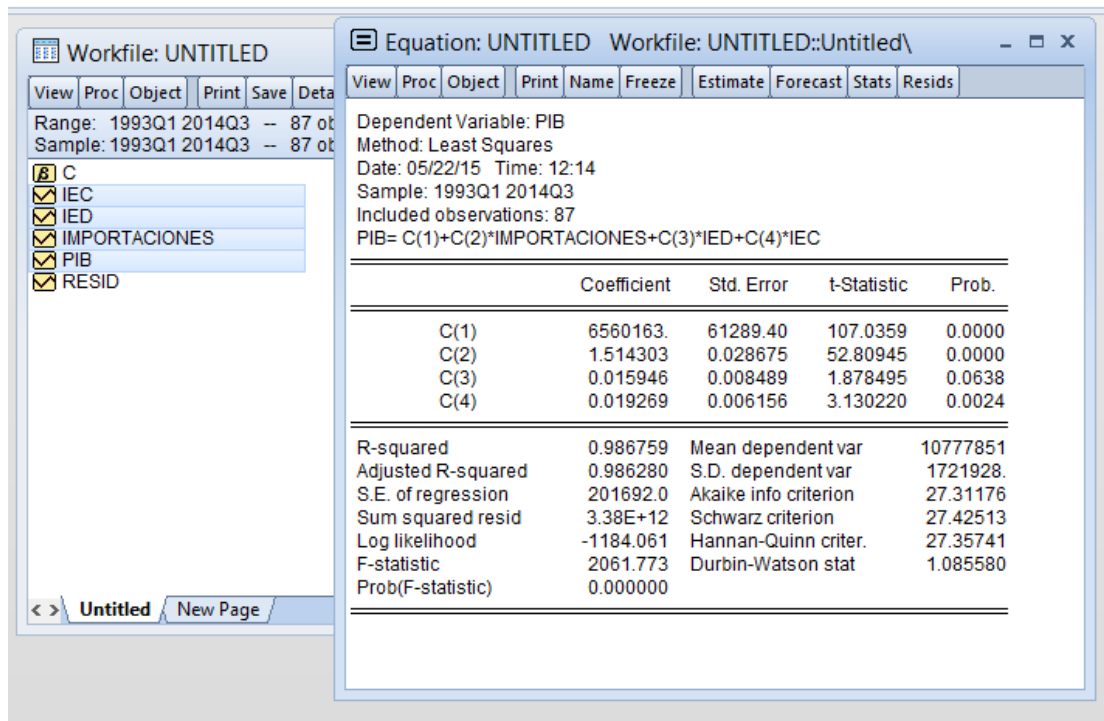 Workfile: UNTITLED
View Proc Object Print Save Deta
Range: 1993Q1 2014Q3 -- 87 ob
Sample: 1993Q1 2014Q3 -- 87 ob
β C
IEC
IED
IMPORTACIONES
PIB
RESID
< > Untitled New Page
Equation: UNTITLED Workfile: UNTITLED::Untitled\
View Proc Object Print Name Freeze Estimate Forecast Stats Resids
Dependent Variable: PIB
Method: Least Squares
Date: 05/22/15 Time: 12:14
Sample: 1993Q1 2014Q3
Included observations: 87
PIB= C(1)+C(2)*IMPORTACIONES+C(3)*IED+C(4)*IEC
Coefficient Std. Error t-Statistic Prob.
C(1) 6560163. 61289.40 107.0359 0.0000
C(2) 1.514303 0.028675 52.80945 0.0000
C(3) 0.015946 0.008489 1.878495 0.0638
C(4) 0.019269 0.006156 3.130220 0.0024
R-squared 0.986759 Mean dependent var 10777851
Adjusted R-squared 0.986280 S.D. dependent var 1721928.
S.E. of regression 201692.0 Akaike info criterion 27.31176
Sum squared resid 3.38E+12 Schwarz criterion 27.42513
Log likelihood -1184.061 Hannan-Quinn criter. 27.35741
F-statistic 2061.773 Durbin-Watson stat 1.085580
Prob(F-statistic) 0.000000